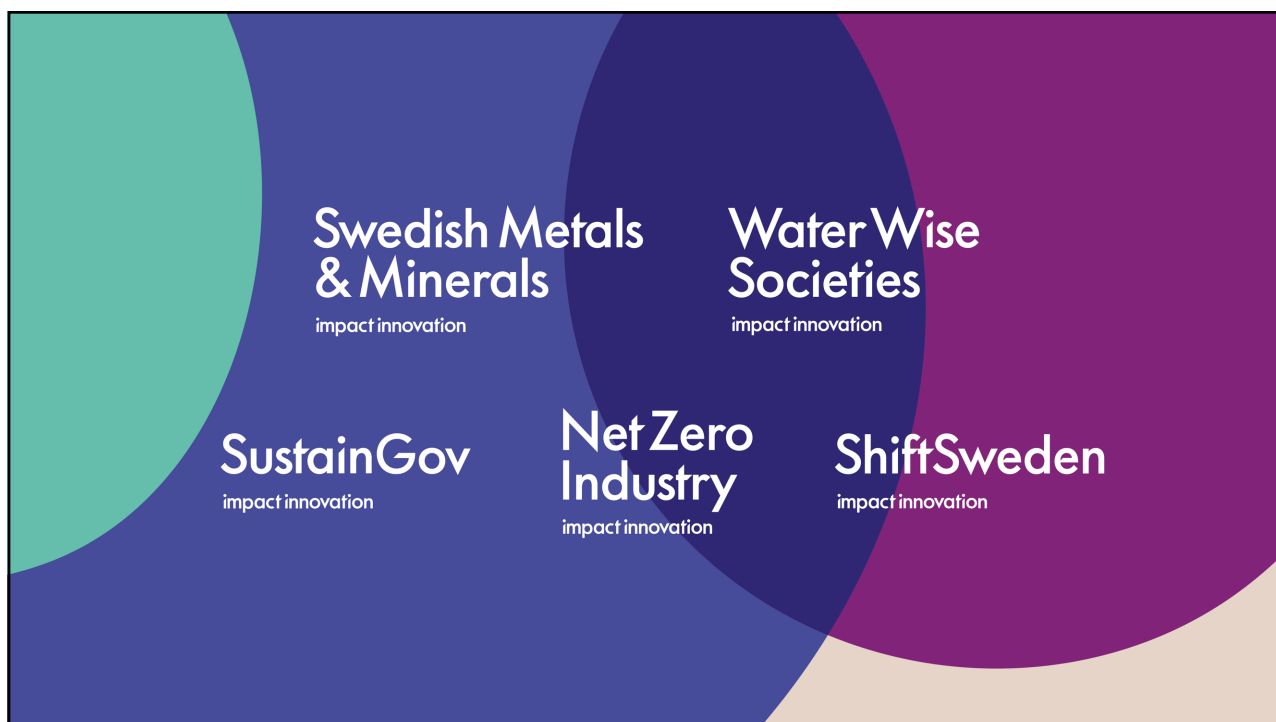 Swedish Metals
& Minerals
impact innovation
Water Wise
Societies
impact innovation
SustainGov
impact innovation
Net Zero
Industry
impact innovation
ShiftSweden
impact innovation